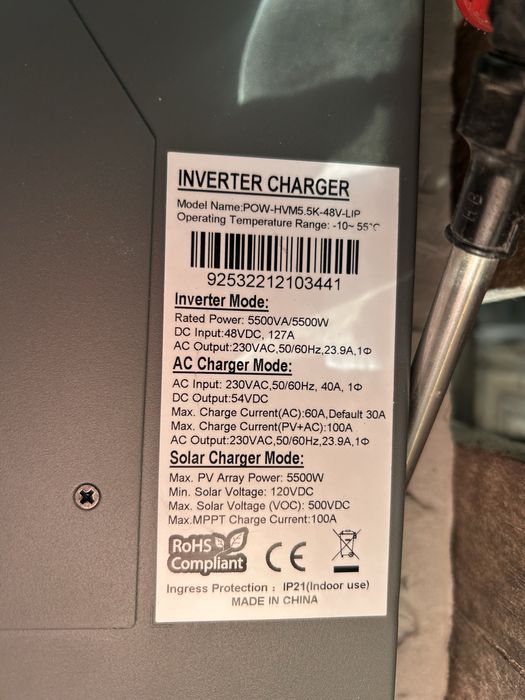 INVERTER CHARGER
Model Name:POW-HVM5.5K-48V-LIP
Operating Temperature Range: -10~ 55℃
92532212103441
Inverter Mode:
Rated Power: 5500VA/5500W
DC Input:48VDC, 127A
AC Output:230VAC,50/60Hz,23.9A,1Φ
AC Charger Mode:
AC Input: 230VAC,50/60Hz, 40A, 1Φ
DC Output:54VDC
Max. Charge Current(AC):60A,Default 30A
Max. Charge Current(PV+AC):100A
AC Output:230VAC,50/60Hz,23.9A,1Φ
Solar Charger Mode:
Max. PV Array Power: 5500W
Min. Solar Voltage: 120VDC
Max. Solar Voltage (VOC): 500VDC
Max.MPPT Charge Current:100A
RoHS
Compliant
CE
Ingress Protection : IP21(Indoor use)
MADE IN CHINA